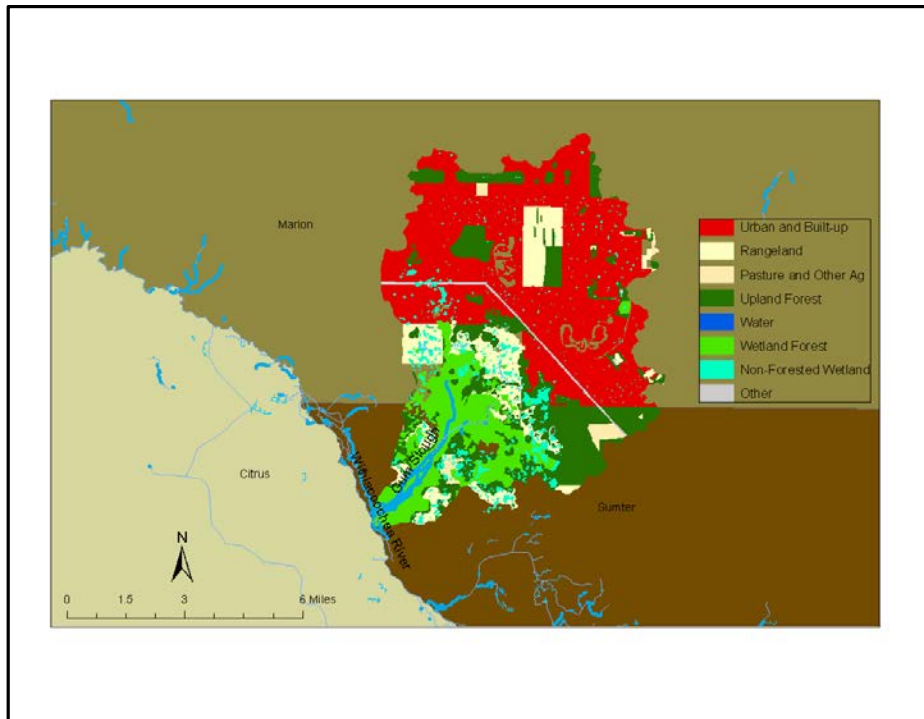 Marion
Urban and Built-up
Rangeland
Pasture and Other Ag
Upland Forest
Water
Wetland Forest
Non-Forested Wetland
Other
Gum Slough
Withlacoochan River
Citrus
Sumter
N
0 1.5 3 6 Miles